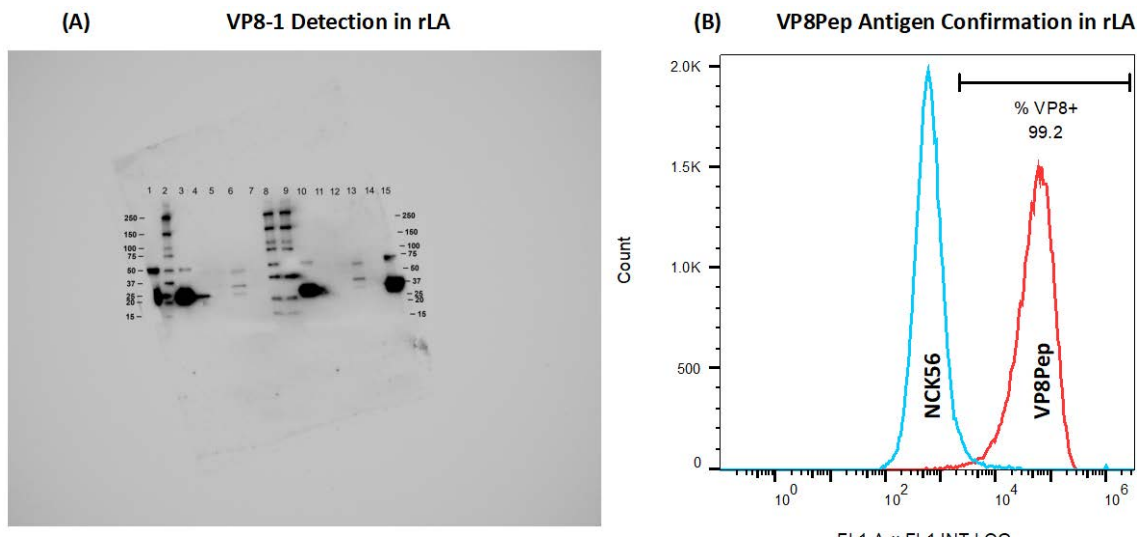 (A) VP8-1 Detection in rLA
1 2 3 4 5 6 7 8 9 10 11 12 13 14 15
250
150
100
75
50
37
25
20
15
250
150
100
75
50
37
25
20
15
(B) VP8Pep Antigen Confirmation in rLA
2.0K
1.5K
1.0K
500
0
Count
% VP8+
99.2
NCK56
VP8Pep
10^0 10^2 10^4 10^6